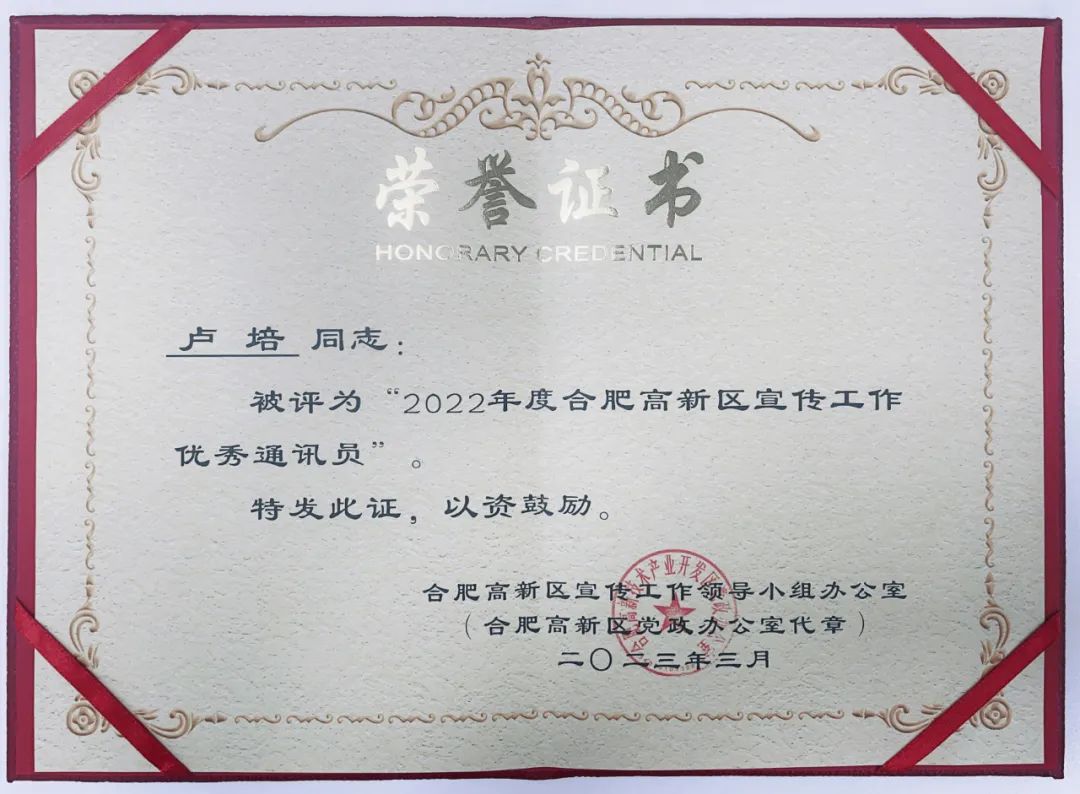 荣誉证书
HONORARY CREDENTIAL
卢 培 同志：
被评为“2022年度合肥高新区宣传工作
优秀通讯员”。
特发此证，以资鼓励。
合肥高新区宣传工作领导小组办公室
（合肥高新区党政办公室代章）
二〇二三年三月